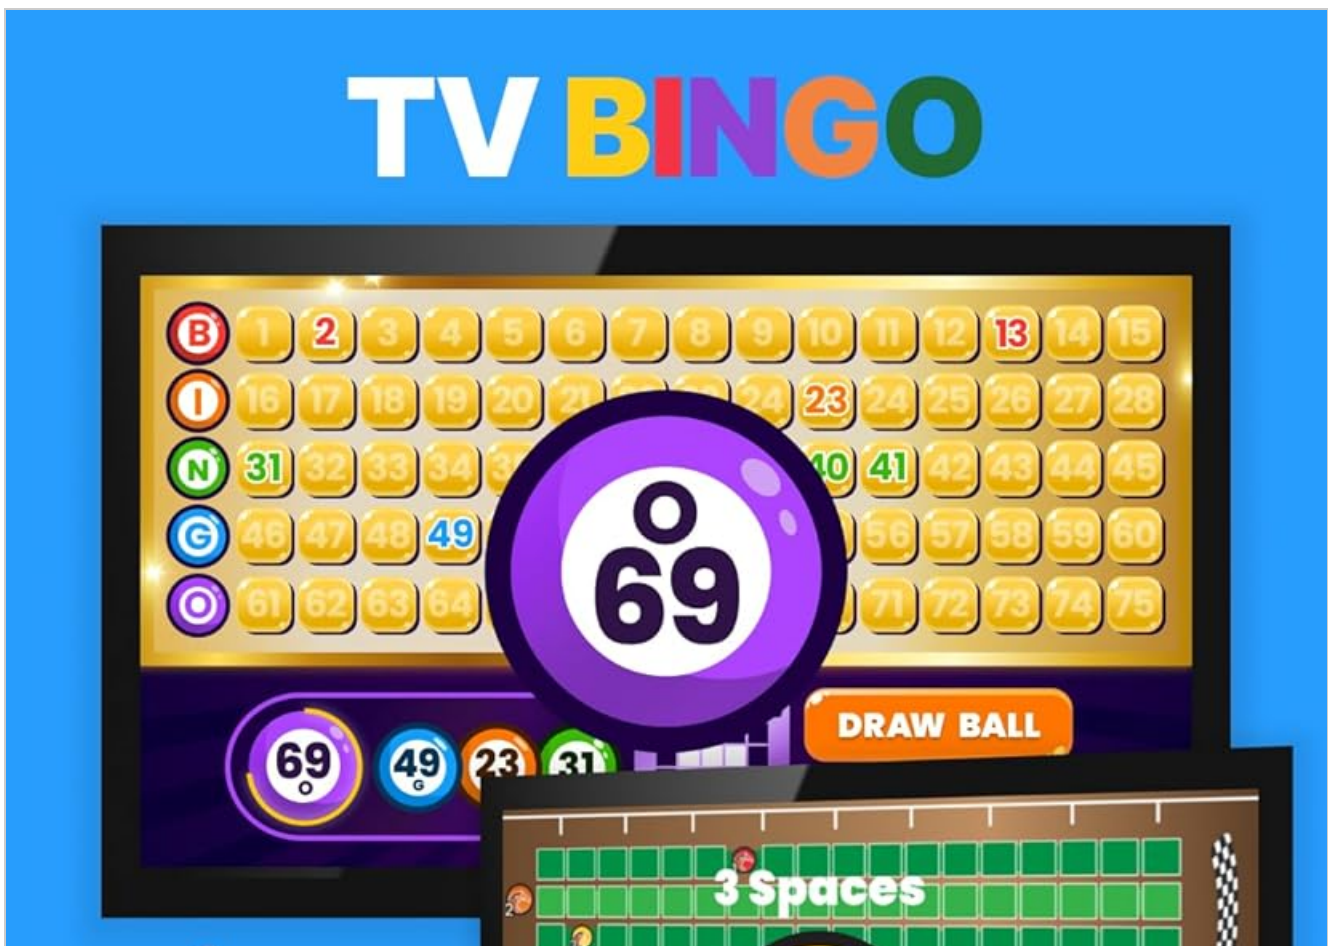 TV BINGO
B 1 2 3 4 5 6 7 8 9 10 11 12 13 14 15
I 16 17 18 19 20 21 24 23 24 25 26 27 28
N 31 32 33 34 40 41 42 43 44 45
G 46 47 48 49 56 57 58 59 60
O 61 62 63 64 71 72 73 74 75
O
69
DRAW BALL
69 49 23 31
O G
3 Spaces
2